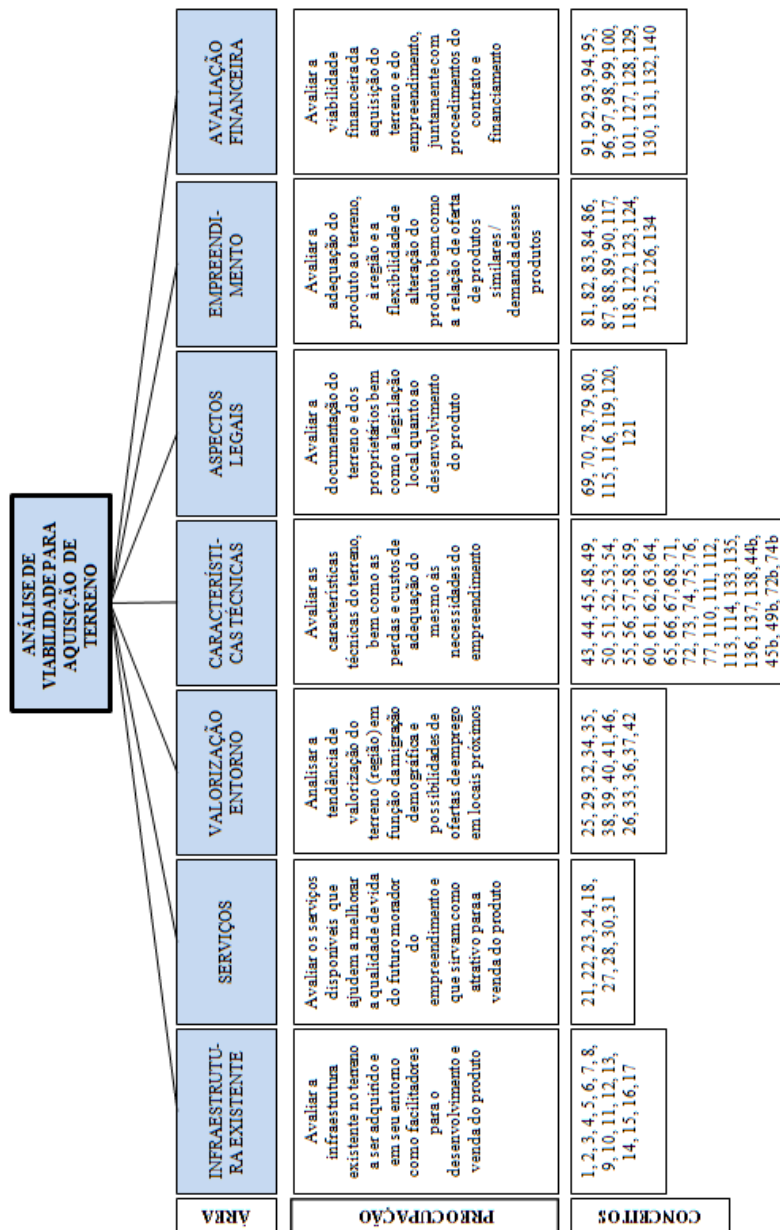 ANÁLISE DE
VIABILIDADE PARA
AQUISIÇÃO DE
TERRENO
ÁREA
INFRAESTRUTU-
RA EXISTENTE
SERVIÇOS
VALORIZAÇÃO
ENTORNO
CARACTERÍSTI-
CAS TÉCNICAS
ASPECTOS
LEGAIS
EMPREENDI-
MENTO
AVALIAÇÃO
FINANCEIRA
PREOCUPAÇÃO
Avaliar a
infraestrutura
existente no terreno
a ser adquirido e
em seu entorno
como facilitadores
para o
desenvolvimento e
venda do produto
Avaliar os serviços
disponíveis que
ajudem a melhorar
a qualidade de vida
do futuro morador
do
empreendimento e
que sirvam como
atrativo para a
venda do produto
Analisar a
tendência de
valorização do
terreno (região) em
função da migração
demográfica e
possibilidades de
ofertas de emprego
em locais próximos
Avaliar as
características
técnicas do terreno,
bem como as
perdas e custos de
adequação do
mesmo às
necessidades do
empreendimento
Avaliar a
documentação do
terreno e dos
proprietários bem
como a legislação
local quanto ao
desenvolvimento
do produto
Avaliar a
adequação do
produto ao terreno,
à região e a
flexibilidade de
alteração do
produto bem como
a relação de oferta
de produtos
similares /
demanda desses
produtos
Avaliar a
viabilidade
financeira da
aquisição do
terreno e do
empreendimento,
juntamente com
procedimentos do
contrato e
financiamento
CONCEITOS
1, 2, 3, 4, 5, 6, 7, 8,
9, 10, 11, 12, 13,
14, 15, 16, 17
21, 22, 23, 24, 18,
27, 28, 30, 31
25, 29, 32, 34, 35,
38, 39, 40, 41, 46,
26, 33, 36, 37, 42
43, 44, 45, 48, 49,
50, 51, 52, 53, 54,
55, 56, 57, 58, 59,
60, 61, 62, 63, 64,
65, 66, 67, 68, 71,
72, 73, 74, 75, 76,
77, 110, 111, 112,
113, 114, 133, 135,
136, 137, 138, 44b,
45b, 49b, 72b, 74b
69, 70, 78, 79, 80,
115, 116, 119, 120,
121
81, 82, 83, 84, 86,
87, 88, 89, 90, 117,
118, 122, 123, 124,
125, 126, 134
91, 92, 93, 94, 95,
96, 97, 98, 99, 100,
101, 127, 128, 129,
130, 131, 132, 140